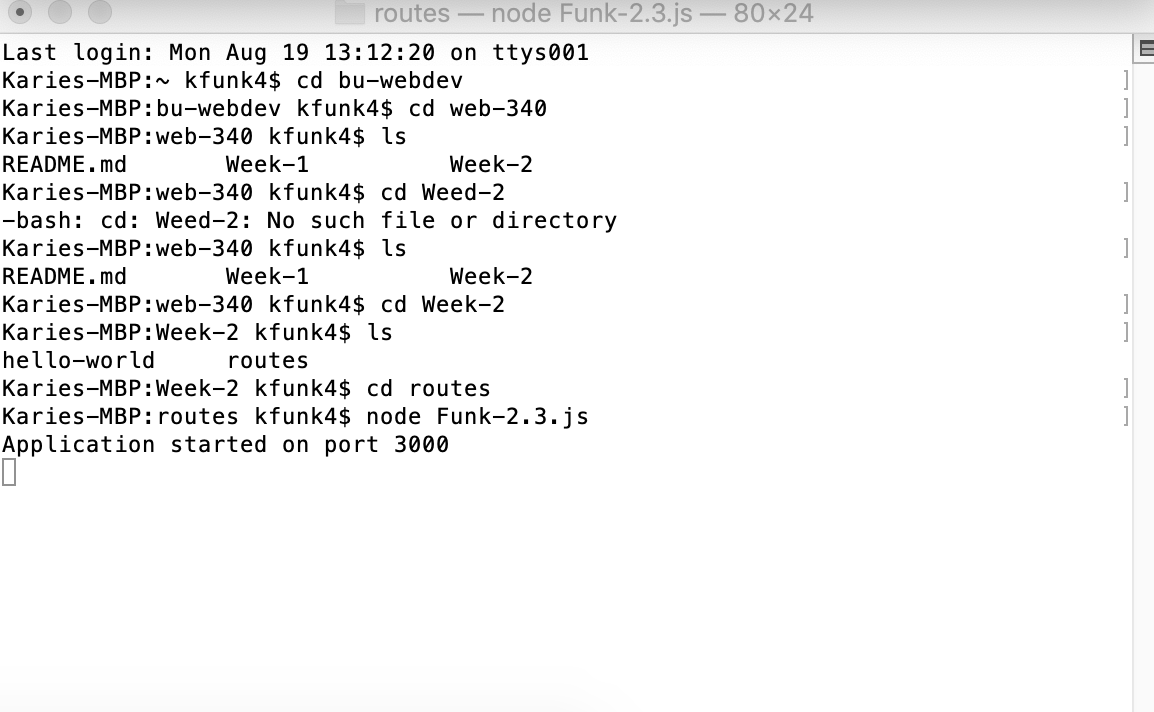 routes — node Funk-2.3.js — 80×24
Last login: Mon Aug 19 13:12:20 on ttys001
Karies-MBP:~ kfunk4$ cd bu-webdev
Karies-MBP:bu-webdev kfunk4$ cd web-340
Karies-MBP:web-340 kfunk4$ ls
README.md       Week-1          Week-2
Karies-MBP:web-340 kfunk4$ cd Weed-2
-bash: cd: Weed-2: No such file or directory
Karies-MBP:web-340 kfunk4$ ls
README.md       Week-1          Week-2
Karies-MBP:web-340 kfunk4$ cd Week-2
Karies-MBP:Week-2 kfunk4$ ls
hello-world     routes
Karies-MBP:Week-2 kfunk4$ cd routes
Karies-MBP:routes kfunk4$ node Funk-2.3.js
Application started on port 3000